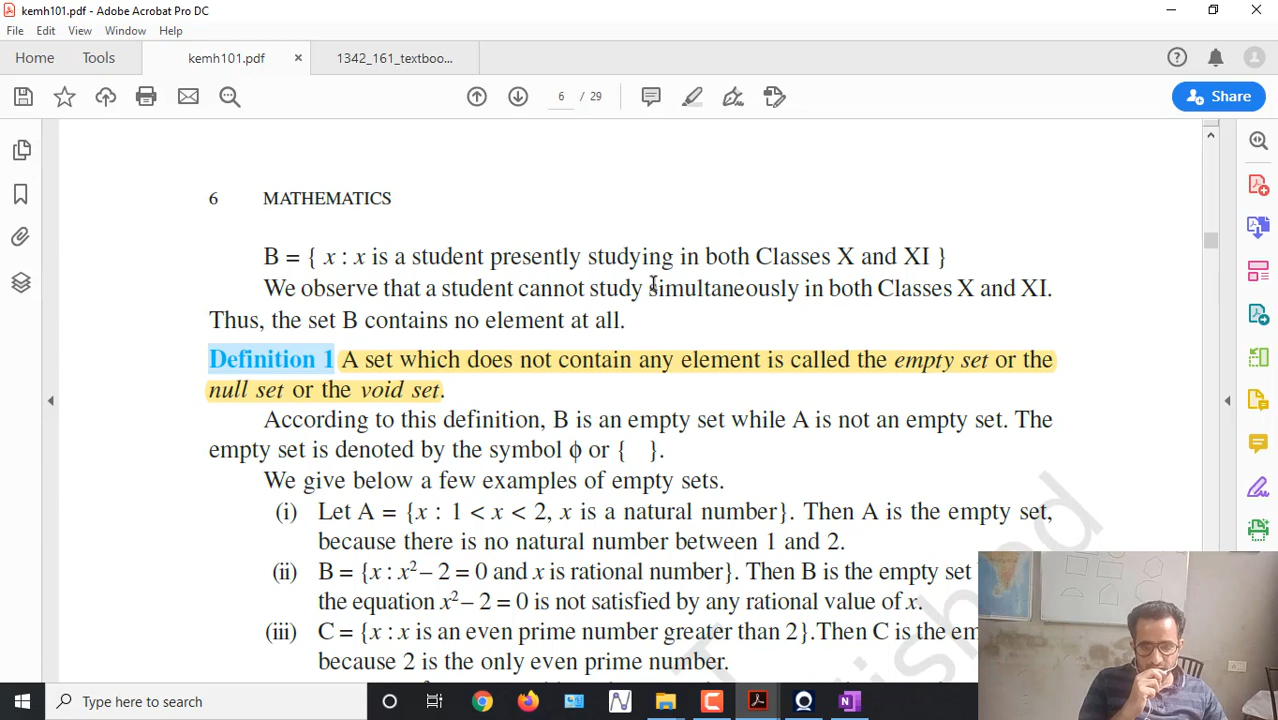 kemh101.pdf - Adobe Acrobat Pro DC
File Edit View Window Help
Home Tools kemh101.pdf × 1342_161_textboo...
6 / 29
Share
6 MATHEMATICS
B = { x : x is a student presently studying in both Classes X and XI }
We observe that a student cannot study simultaneously in both Classes X and XI.
Thus, the set B contains no element at all.
Definition 1 A set which does not contain any element is called the empty set or the
null set or the void set.
According to this definition, B is an empty set while A is not an empty set. The
empty set is denoted by the symbol φ or { }.
We give below a few examples of empty sets.
(i) Let A = {x : 1 < x < 2, x is a natural number}. Then A is the empty set,
because there is no natural number between 1 and 2.
(ii) B = {x : x² – 2 = 0 and x is rational number}. Then B is the empty set
the equation x² – 2 = 0 is not satisfied by any rational value of x.
(iii) C = {x : x is an even prime number greater than 2}.Then C is the em
because 2 is the only even prime number.
Type here to search